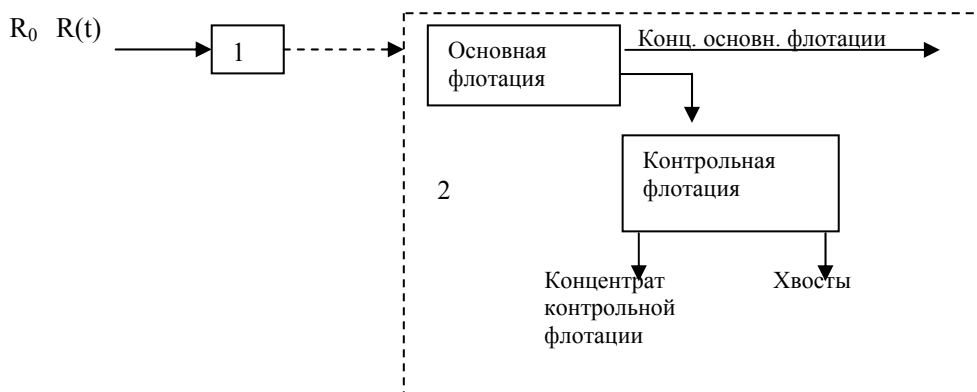 R₀ R(t)
1
Основная
флотация
Конц. основн. флотации
Контрольная
флотация
2
Концентрат
контрольной
флотации
Хвосты